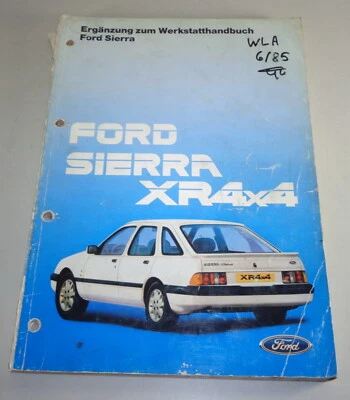 Ergänzung zum Werkstatthandbuch
Ford Sierra
WLA
6/85
FORD
SIERRA
XR4x4
XR4x4
Ford